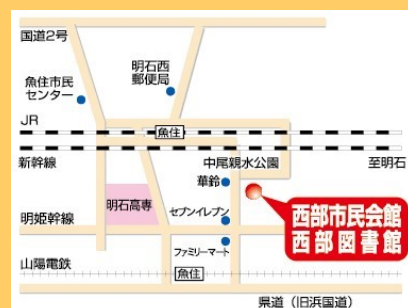 国道2号
明石西
郵便局
魚住市民
センター
JR
魚住
新幹線
中尾親水公園
至明石
華鈴
明石高専
セブンイレブン
西部市民会館
西部図書館
明姫幹線
ファミリーマート
山陽電鉄
魚住
県道（旧浜国道）